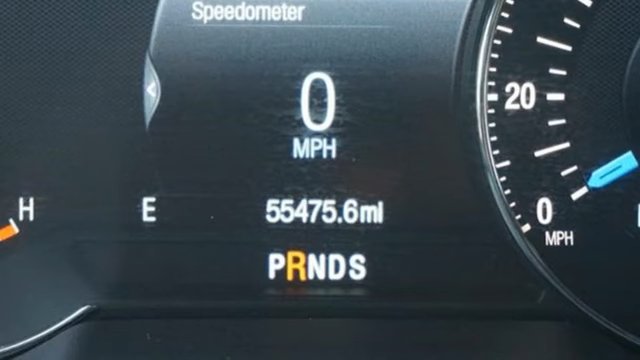 Speedometer
0
MPH
20
H
E
55475.6mi
0
MPH
PRNDS